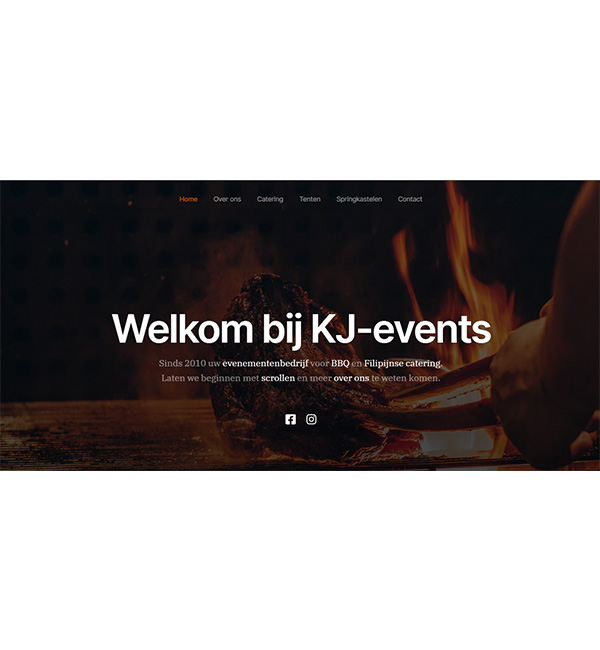 Home Over ons Catering Tenten Springkastelen Contact
Welkom bij KJ-events
Sinds 2010 uw evenementenbedrijf voor BBQ en Filipijnse catering.
Laten we beginnen met scrollen en meer over ons te weten komen.